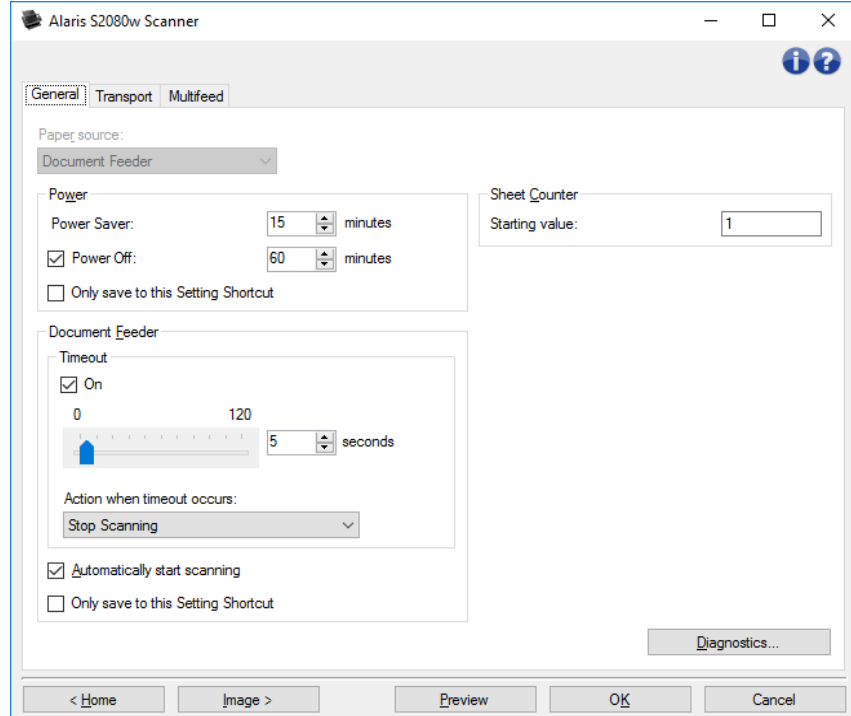 Alaris S2080w Scanner
General Transport Multifeed
Paper source:
Document Feeder
Power
Power Saver: 15 minutes
Power Off: 60 minutes
Only save to this Setting Shortcut
Sheet Counter
Starting value: 1
Document Feeder
Timeout
On
0 120
5 seconds
Action when timeout occurs:
Stop Scanning
Automatically start scanning
Only save to this Setting Shortcut
Diagnostics...
< Home Image > Preview OK Cancel